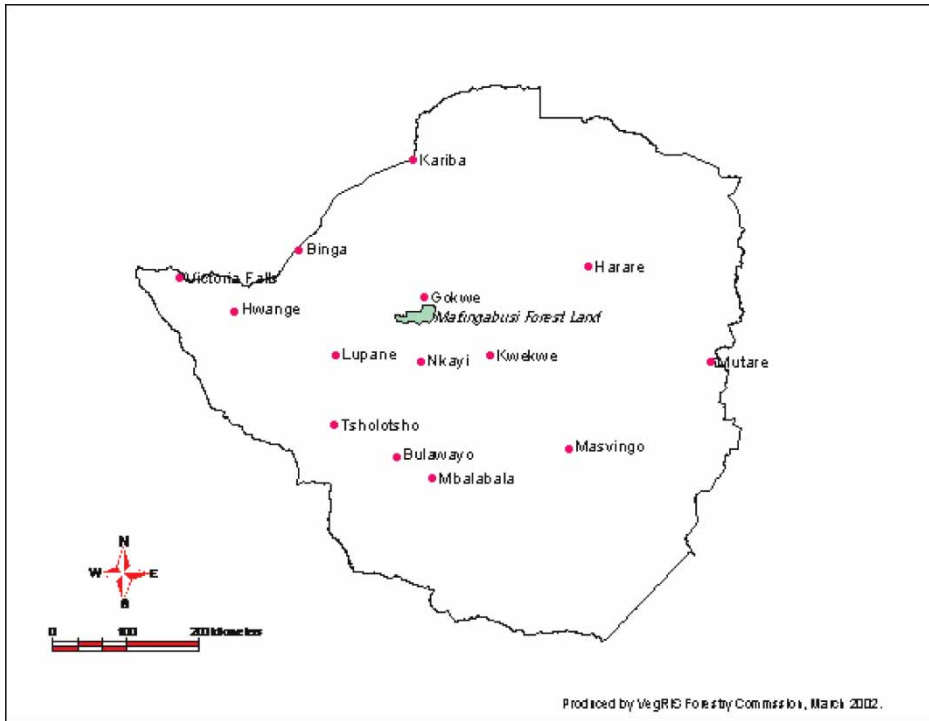 Kariba
Binga
Harare
Victoria Falls
Gokwe
Hwange
Mafungabusi Forest Land
Lupane
Nkayi
Kwekwe
Mutare
Tsholotsho
Bulawayo
Masvingo
Mbalabala
N
W E
S
0 100 200 kilometers
Produced by VegRIS Forestry Commission, March 2002.